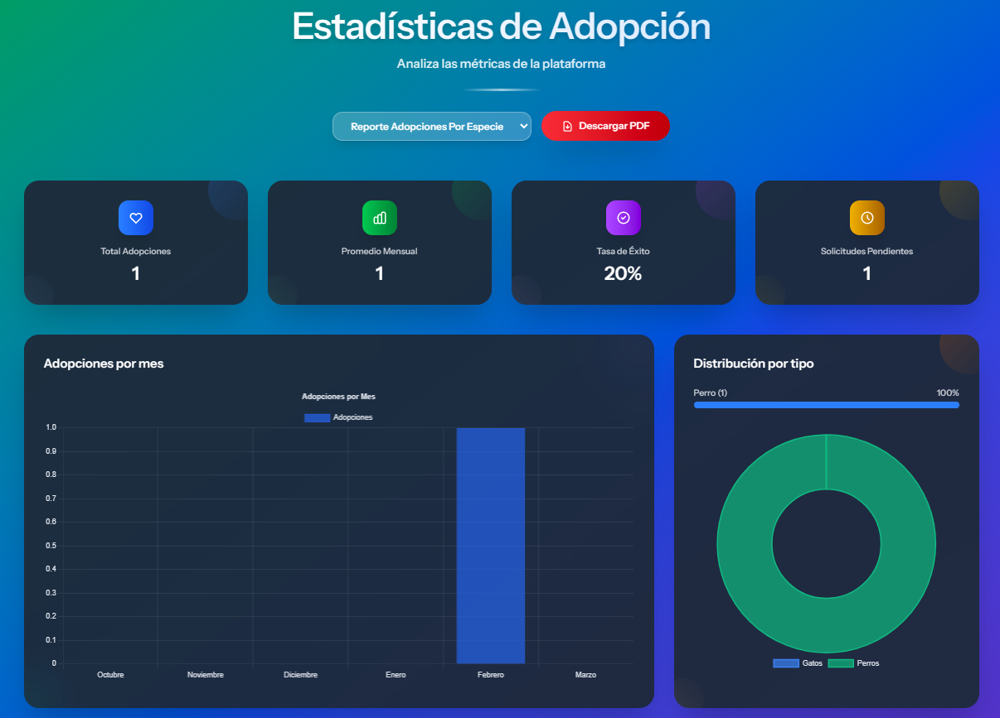 Estadísticas de Adopción
Analiza las métricas de la plataforma
Reporte Adopciones Por Especie
Descargar PDF
Total Adopciones
1
Promedio Mensual
1
Tasa de Éxito
20%
Solicitudes Pendientes
1
Adopciones por mes
Adopciones por Mes
Adopciones
1.0
0.9
0.8
0.7
0.6
0.5
0.4
0.3
0.2
0.1
0
Octubre Noviembre Diciembre Enero Febrero Marzo
Distribución por tipo
Perro (1) 100%
Gatos Perros